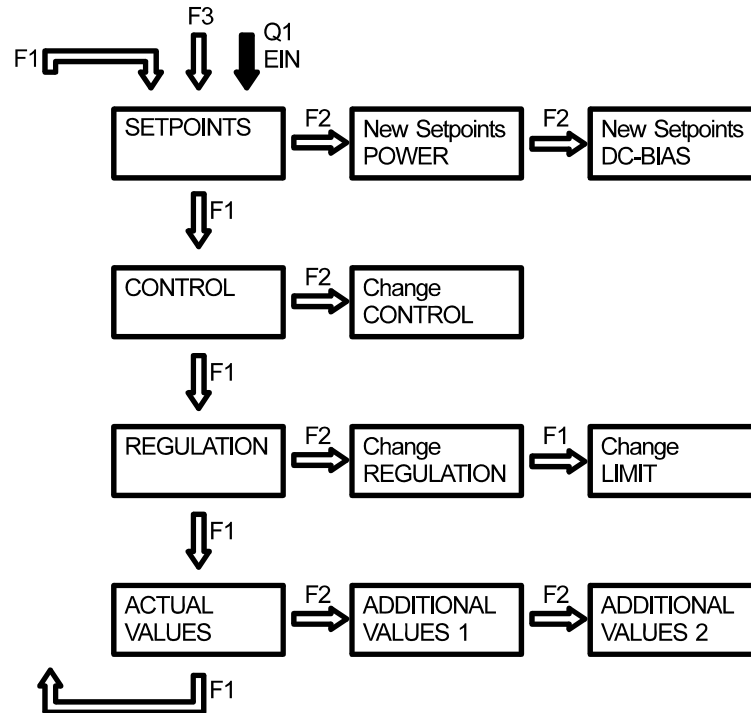 F3
Q1
EIN
F1
SETPOINTS
F2
New Setpoints
POWER
F2
New Setpoints
DC-BIAS
F1
CONTROL
F2
Change
CONTROL
F1
REGULATION
F2
Change
REGULATION
F1
Change
LIMIT
F1
ACTUAL
VALUES
F2
ADDITIONAL
VALUES 1
F2
ADDITIONAL
VALUES 2
F1